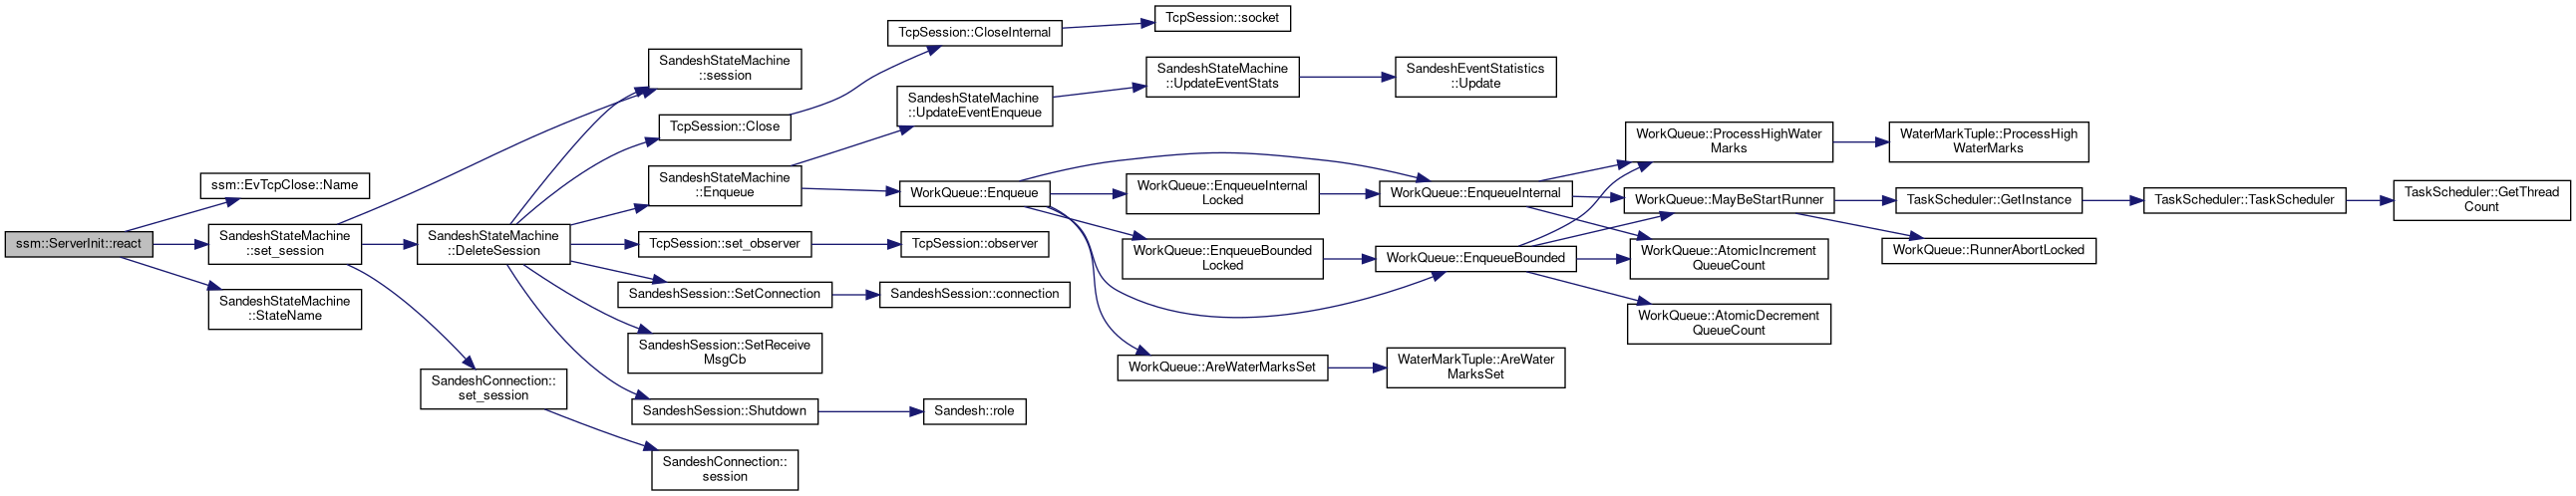 ssm::ServerInit::react
ssm::EvTcpClose::Name
SandeshStateMachine
::set_session
SandeshStateMachine
::StateName
SandeshStateMachine
::DeleteSession
SandeshConnection::
set_session
SandeshStateMachine
::session
TcpSession::Close
SandeshStateMachine
::Enqueue
TcpSession::set_observer
SandeshSession::SetConnection
SandeshSession::SetReceive
MsgCb
SandeshSession::Shutdown
SandeshConnection::
session
TcpSession::CloseInternal
SandeshStateMachine
::UpdateEventEnqueue
WorkQueue::Enqueue
TcpSession::observer
SandeshSession::connection
Sandesh::role
TcpSession::socket
SandeshStateMachine
::UpdateEventStats
WorkQueue::EnqueueInternal
Locked
WorkQueue::EnqueueBounded
Locked
WorkQueue::AreWaterMarksSet
SandeshEventStatistics
::Update
WorkQueue::EnqueueInternal
WorkQueue::EnqueueBounded
WaterMarkTuple::AreWater
MarksSet
WorkQueue::ProcessHighWater
Marks
WorkQueue::MayBeStartRunner
WorkQueue::AtomicIncrement
QueueCount
WorkQueue::AtomicDecrement
QueueCount
WaterMarkTuple::ProcessHigh
WaterMarks
TaskScheduler::GetInstance
WorkQueue::RunnerAbortLocked
TaskScheduler::TaskScheduler
TaskScheduler::GetThread
Count